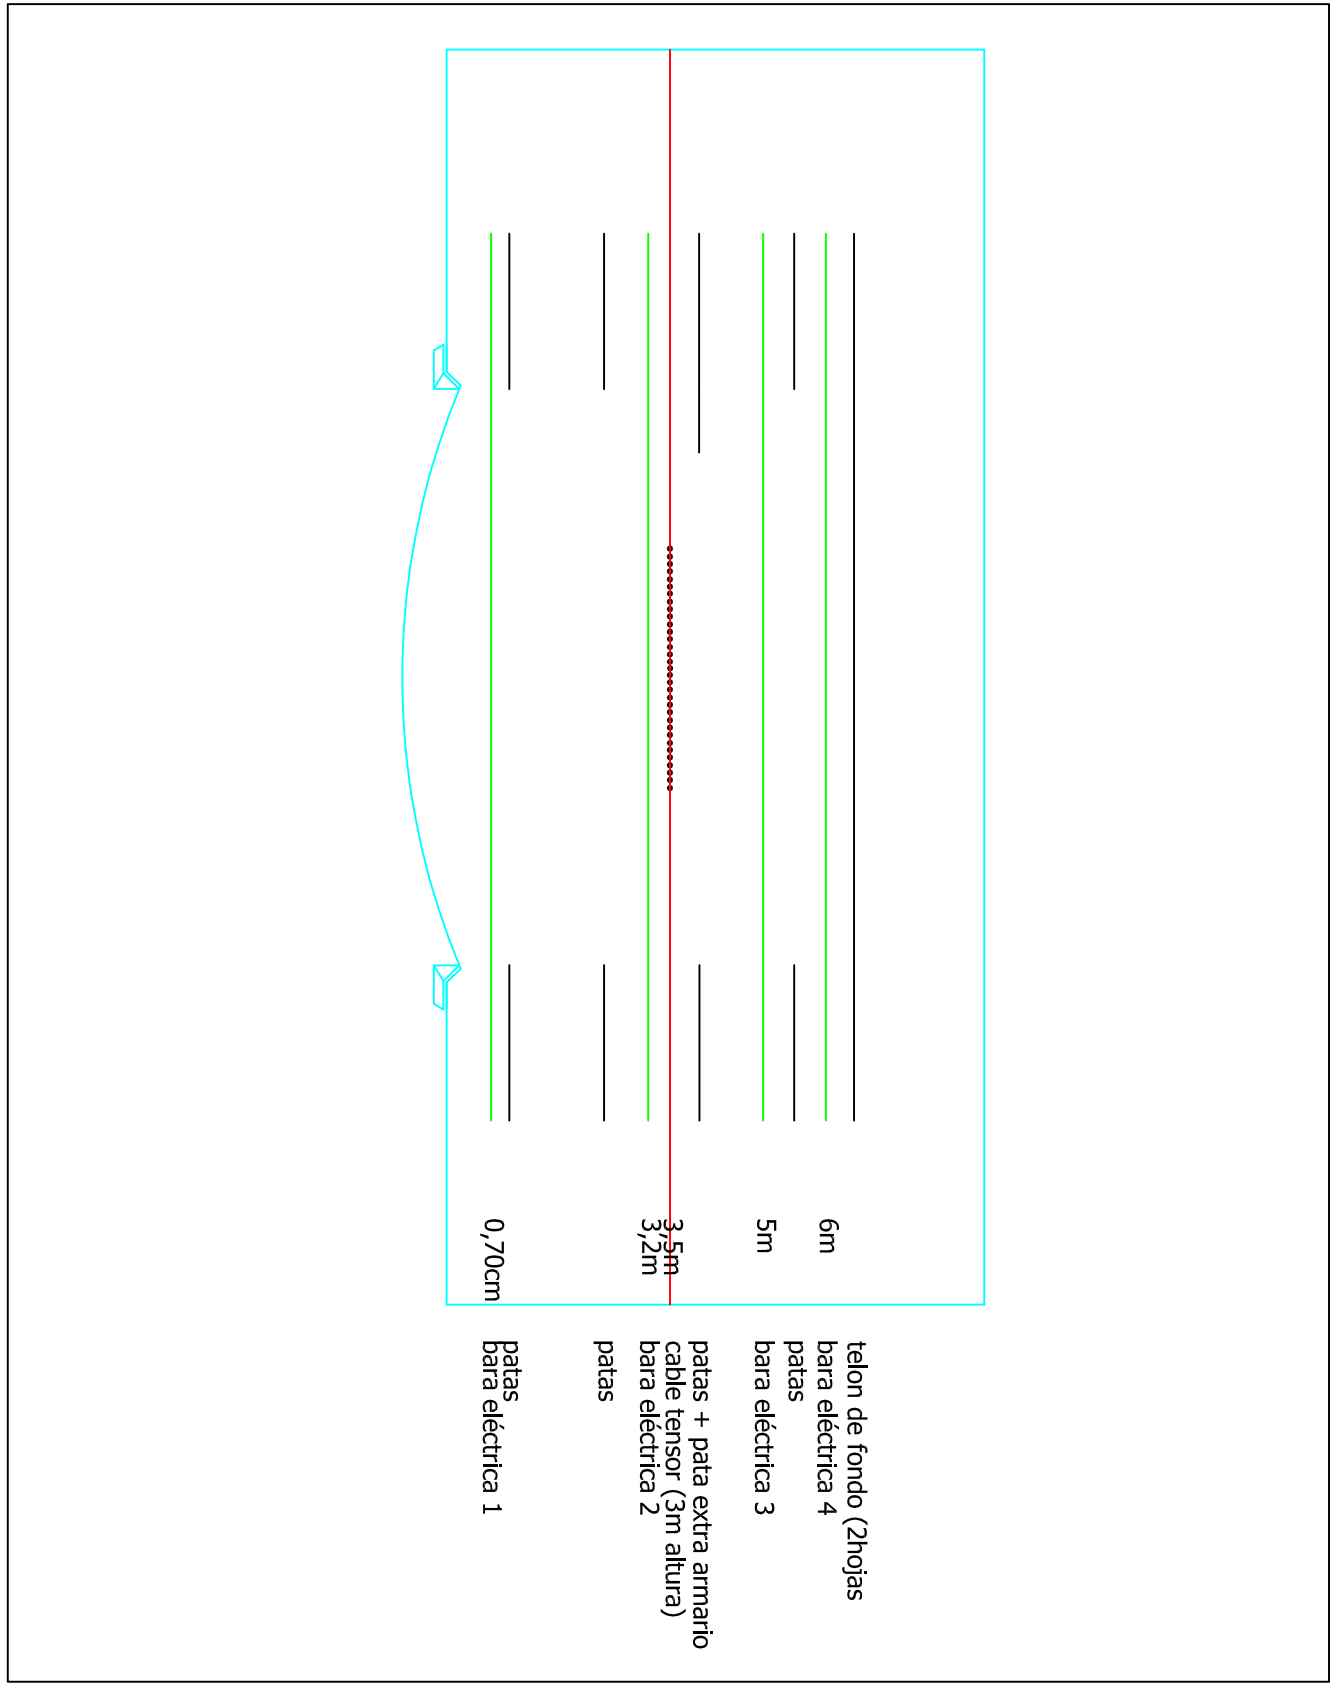 telon de fondo (2hojas
6m
bara eléctrica 4
patas
5m
bara eléctrica 3
patas + pata extra armario
3,5m
cable tensor (3m altura)
3,2m
bara eléctrica 2
patas
patas
0,70cm
bara eléctrica 1